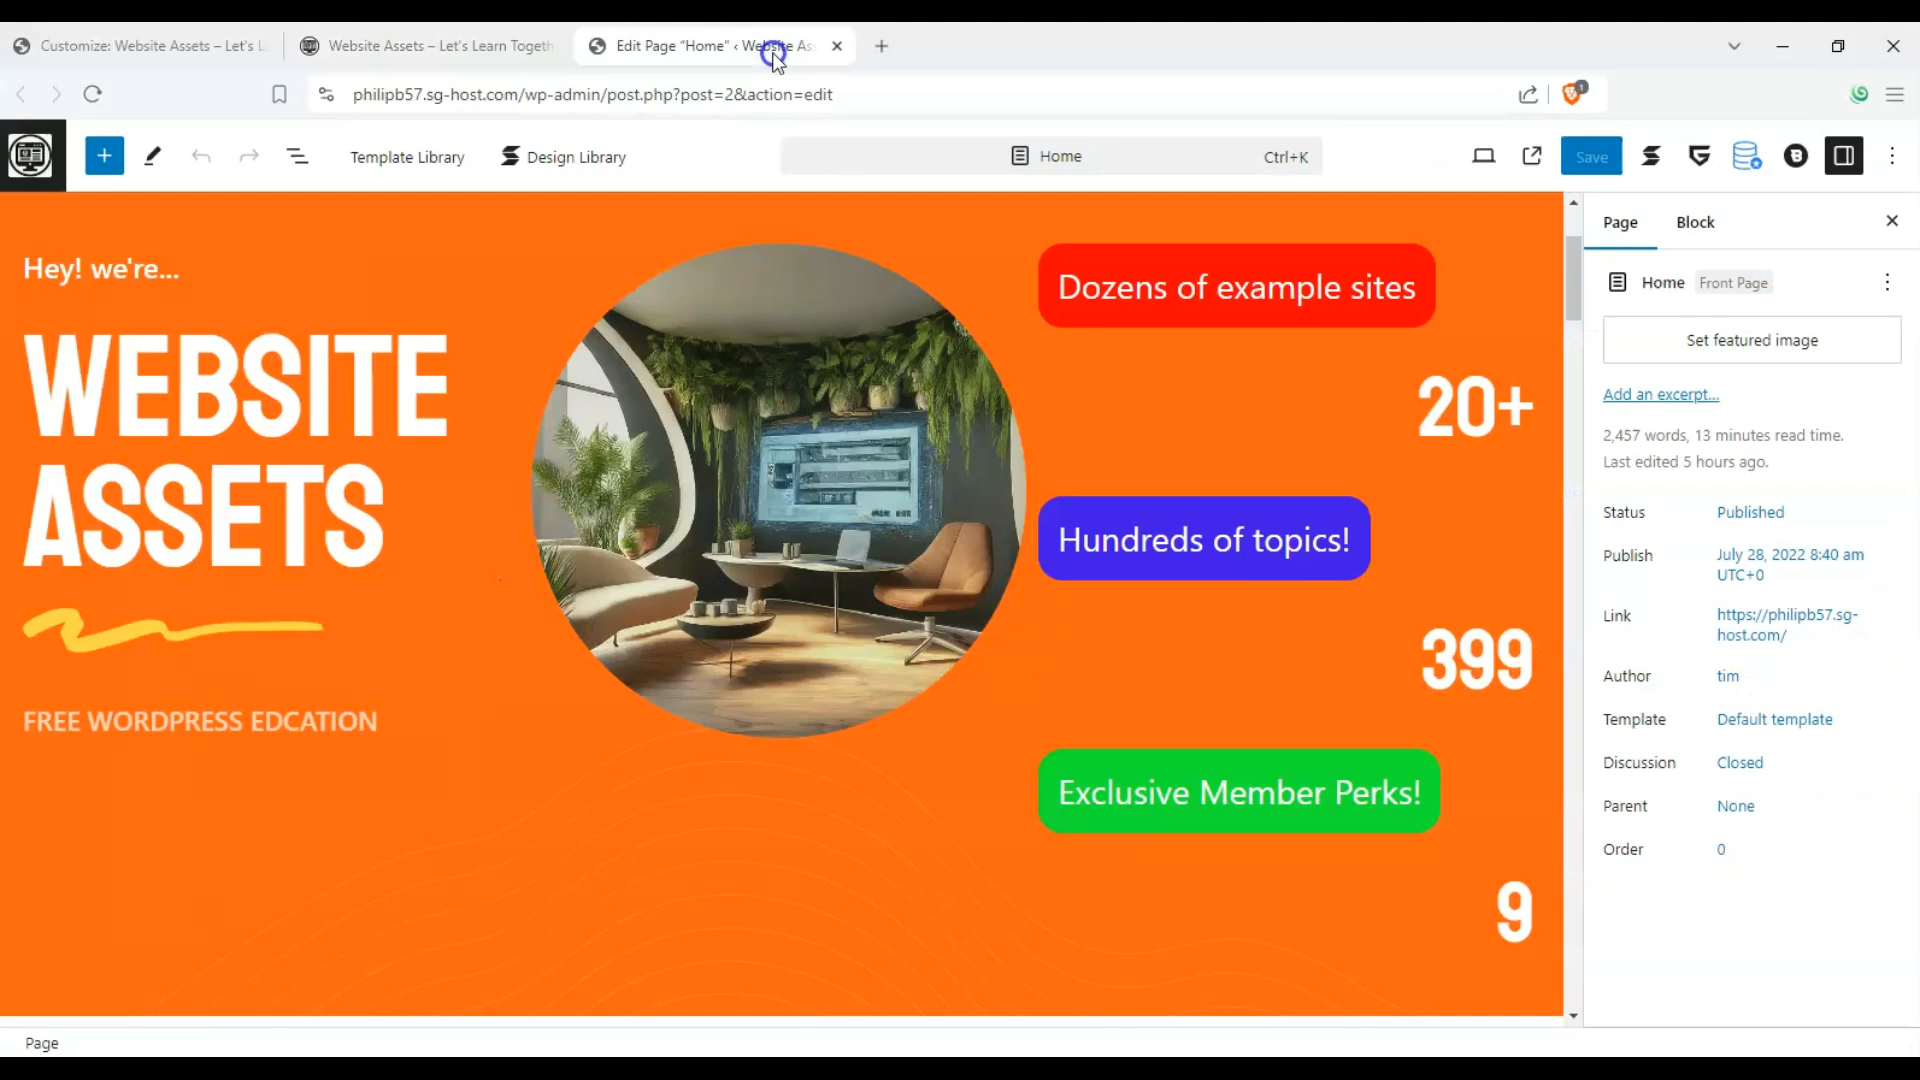 Customize: Website Assets – Let's L
Website Assets – Let's Learn Togeth
Edit Page "Home" ‹ Website As
philipb57.sg-host.com/wp-admin/post.php?post=2&action=edit
1
Template Library
Design Library
Home
Ctrl+K
Save
Hey! we're...
WEBSITE
ASSETS
FREE WORDPRESS EDCATION
Dozens of example sites
20+
Hundreds of topics!
399
Exclusive Member Perks!
9
Page
Block
Home
Front Page
Set featured image
Add an excerpt...
2,457 words, 13 minutes read time.
Last edited 5 hours ago.
Status
Published
Publish
July 28, 2022 8:40 am
UTC+0
Link
https://philipb57.sg-
host.com/
Author
tim
Template
Default template
Discussion
Closed
Parent
None
Order
0
Page